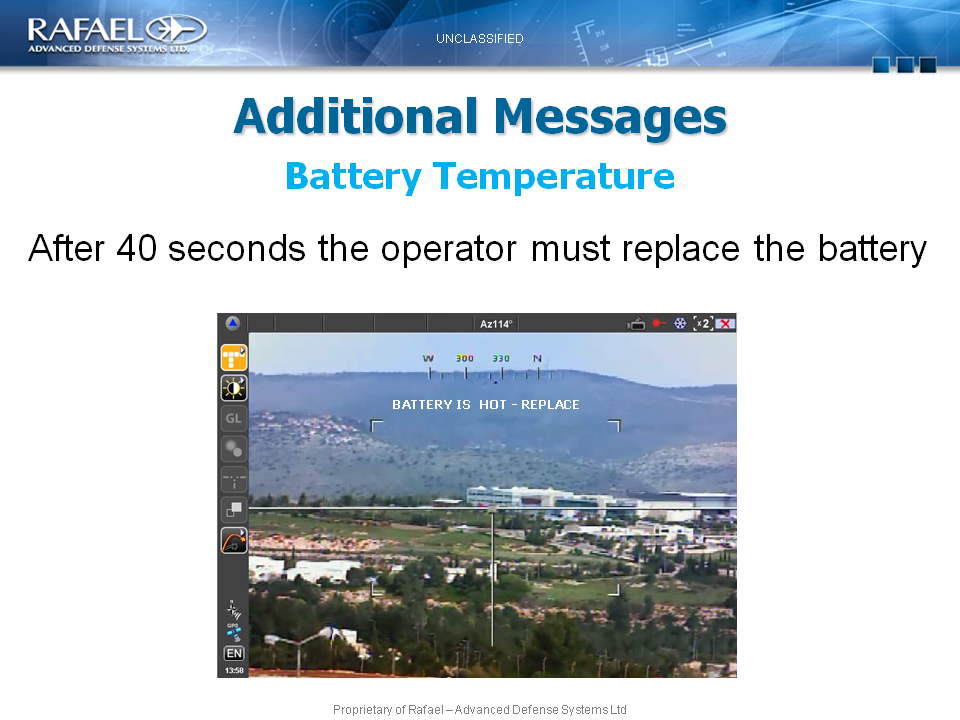 RAFAEL
ADVANCED DEFENSE SYSTEMS LTD.
UNCLASSIFIED
Additional Messages
Battery Temperature
After 40 seconds the operator must replace the battery
Az114°
x2
W 300 330 N
BATTERY IS HOT - REPLACE
GL
GPS
EN
13:58
Proprietary of Rafael – Advanced Defense Systems Ltd